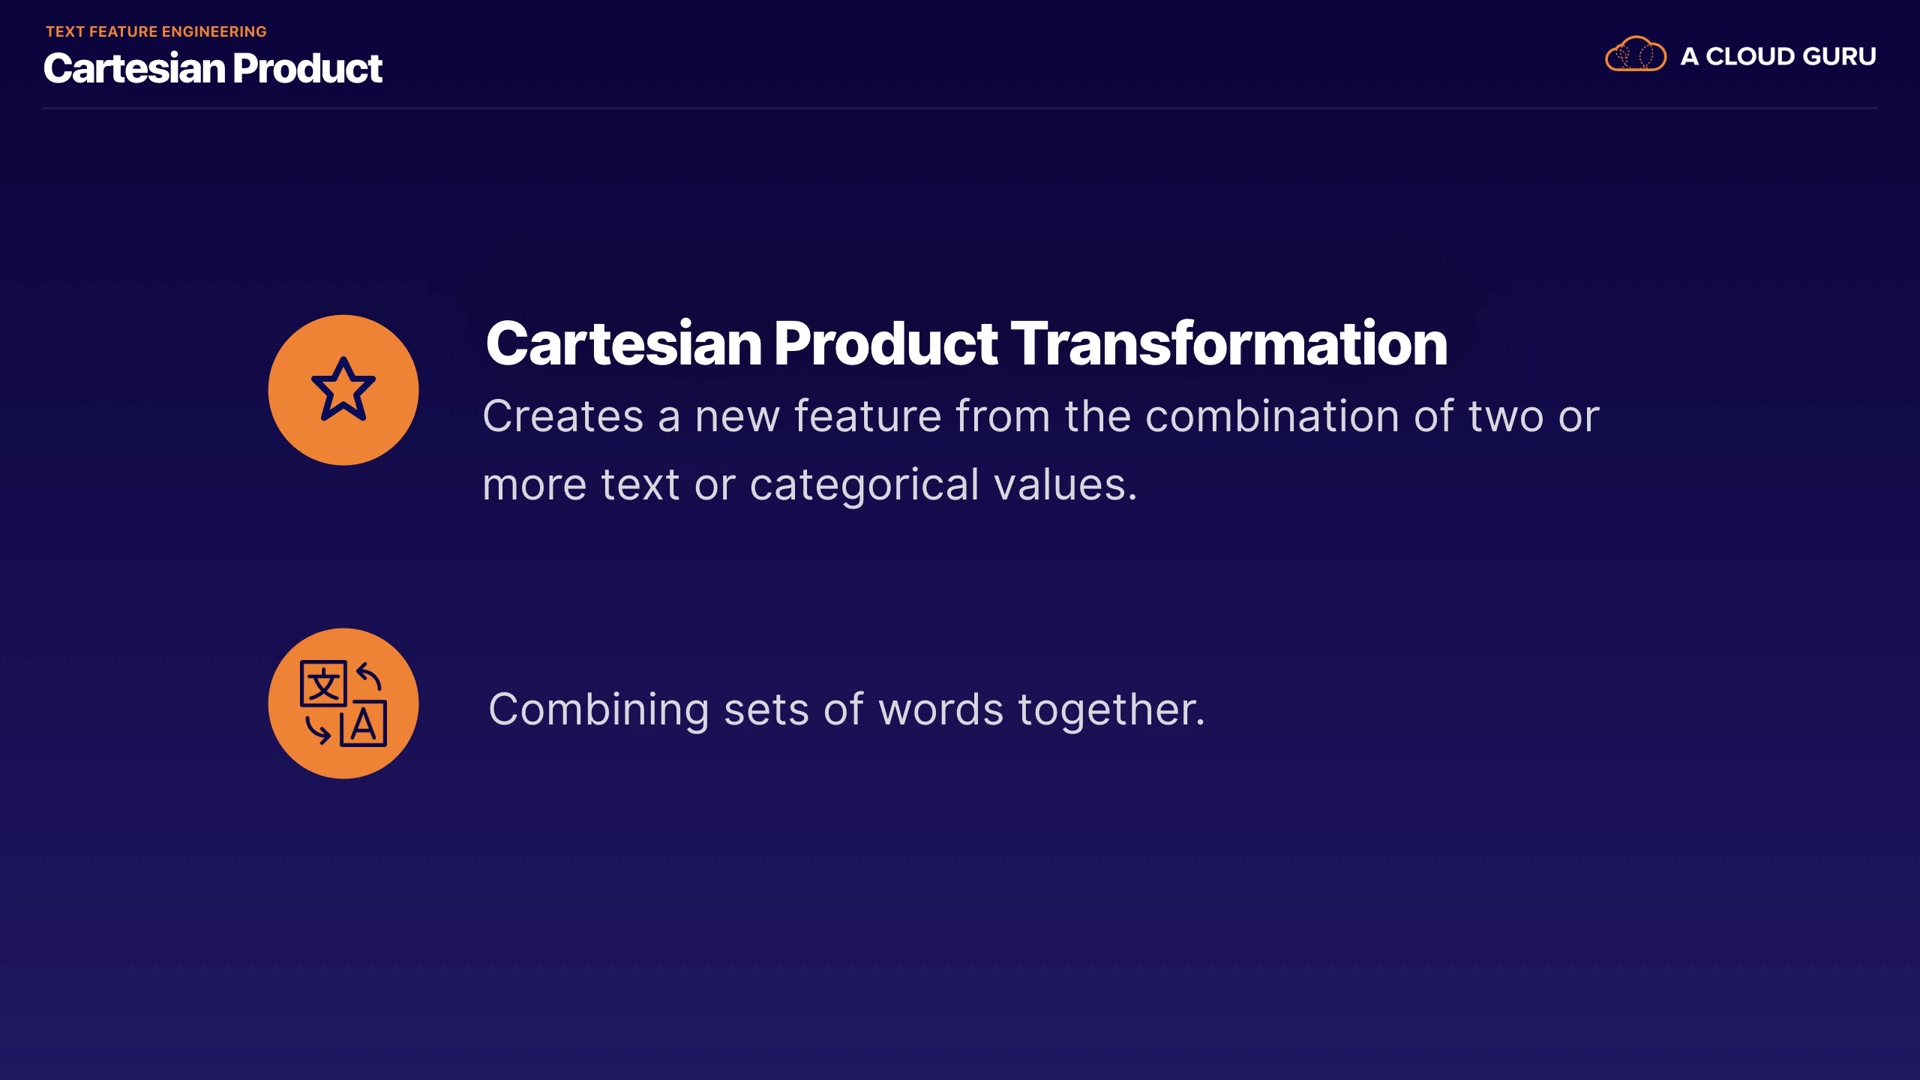 TEXT FEATURE ENGINEERING
Cartesian Product
A CLOUD GURU
Cartesian Product Transformation
Creates a new feature from the combination of two or
more text or categorical values.
文
A
Combining sets of words together.